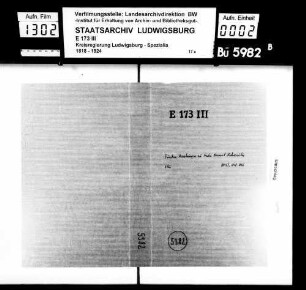 Aufn. Film
1302
Verfilmungsstelle: Landesarchivdirektion BW
Institut für Erhaltung von Archiv- und Bibliotheksgut
STAATSARCHIV LUDWIGSBURG
E 173 III
Kreisregierung Ludwigsburg - Spezialia
1818 - 1924
17x
Aufn. Einheit
0002
BÜ 5982 B
E 173 III
5982
5982